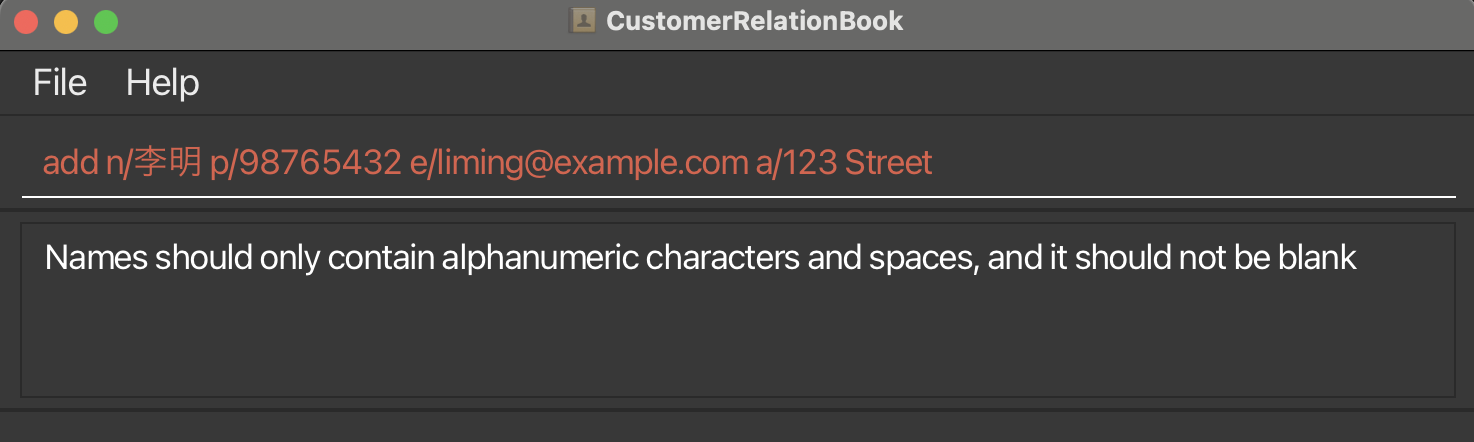 CustomerRelationBook
File Help
add n/李明 p/98765432 e/liming@example.com a/123 Street
Names should only contain alphanumeric characters and spaces, and it should not be blank